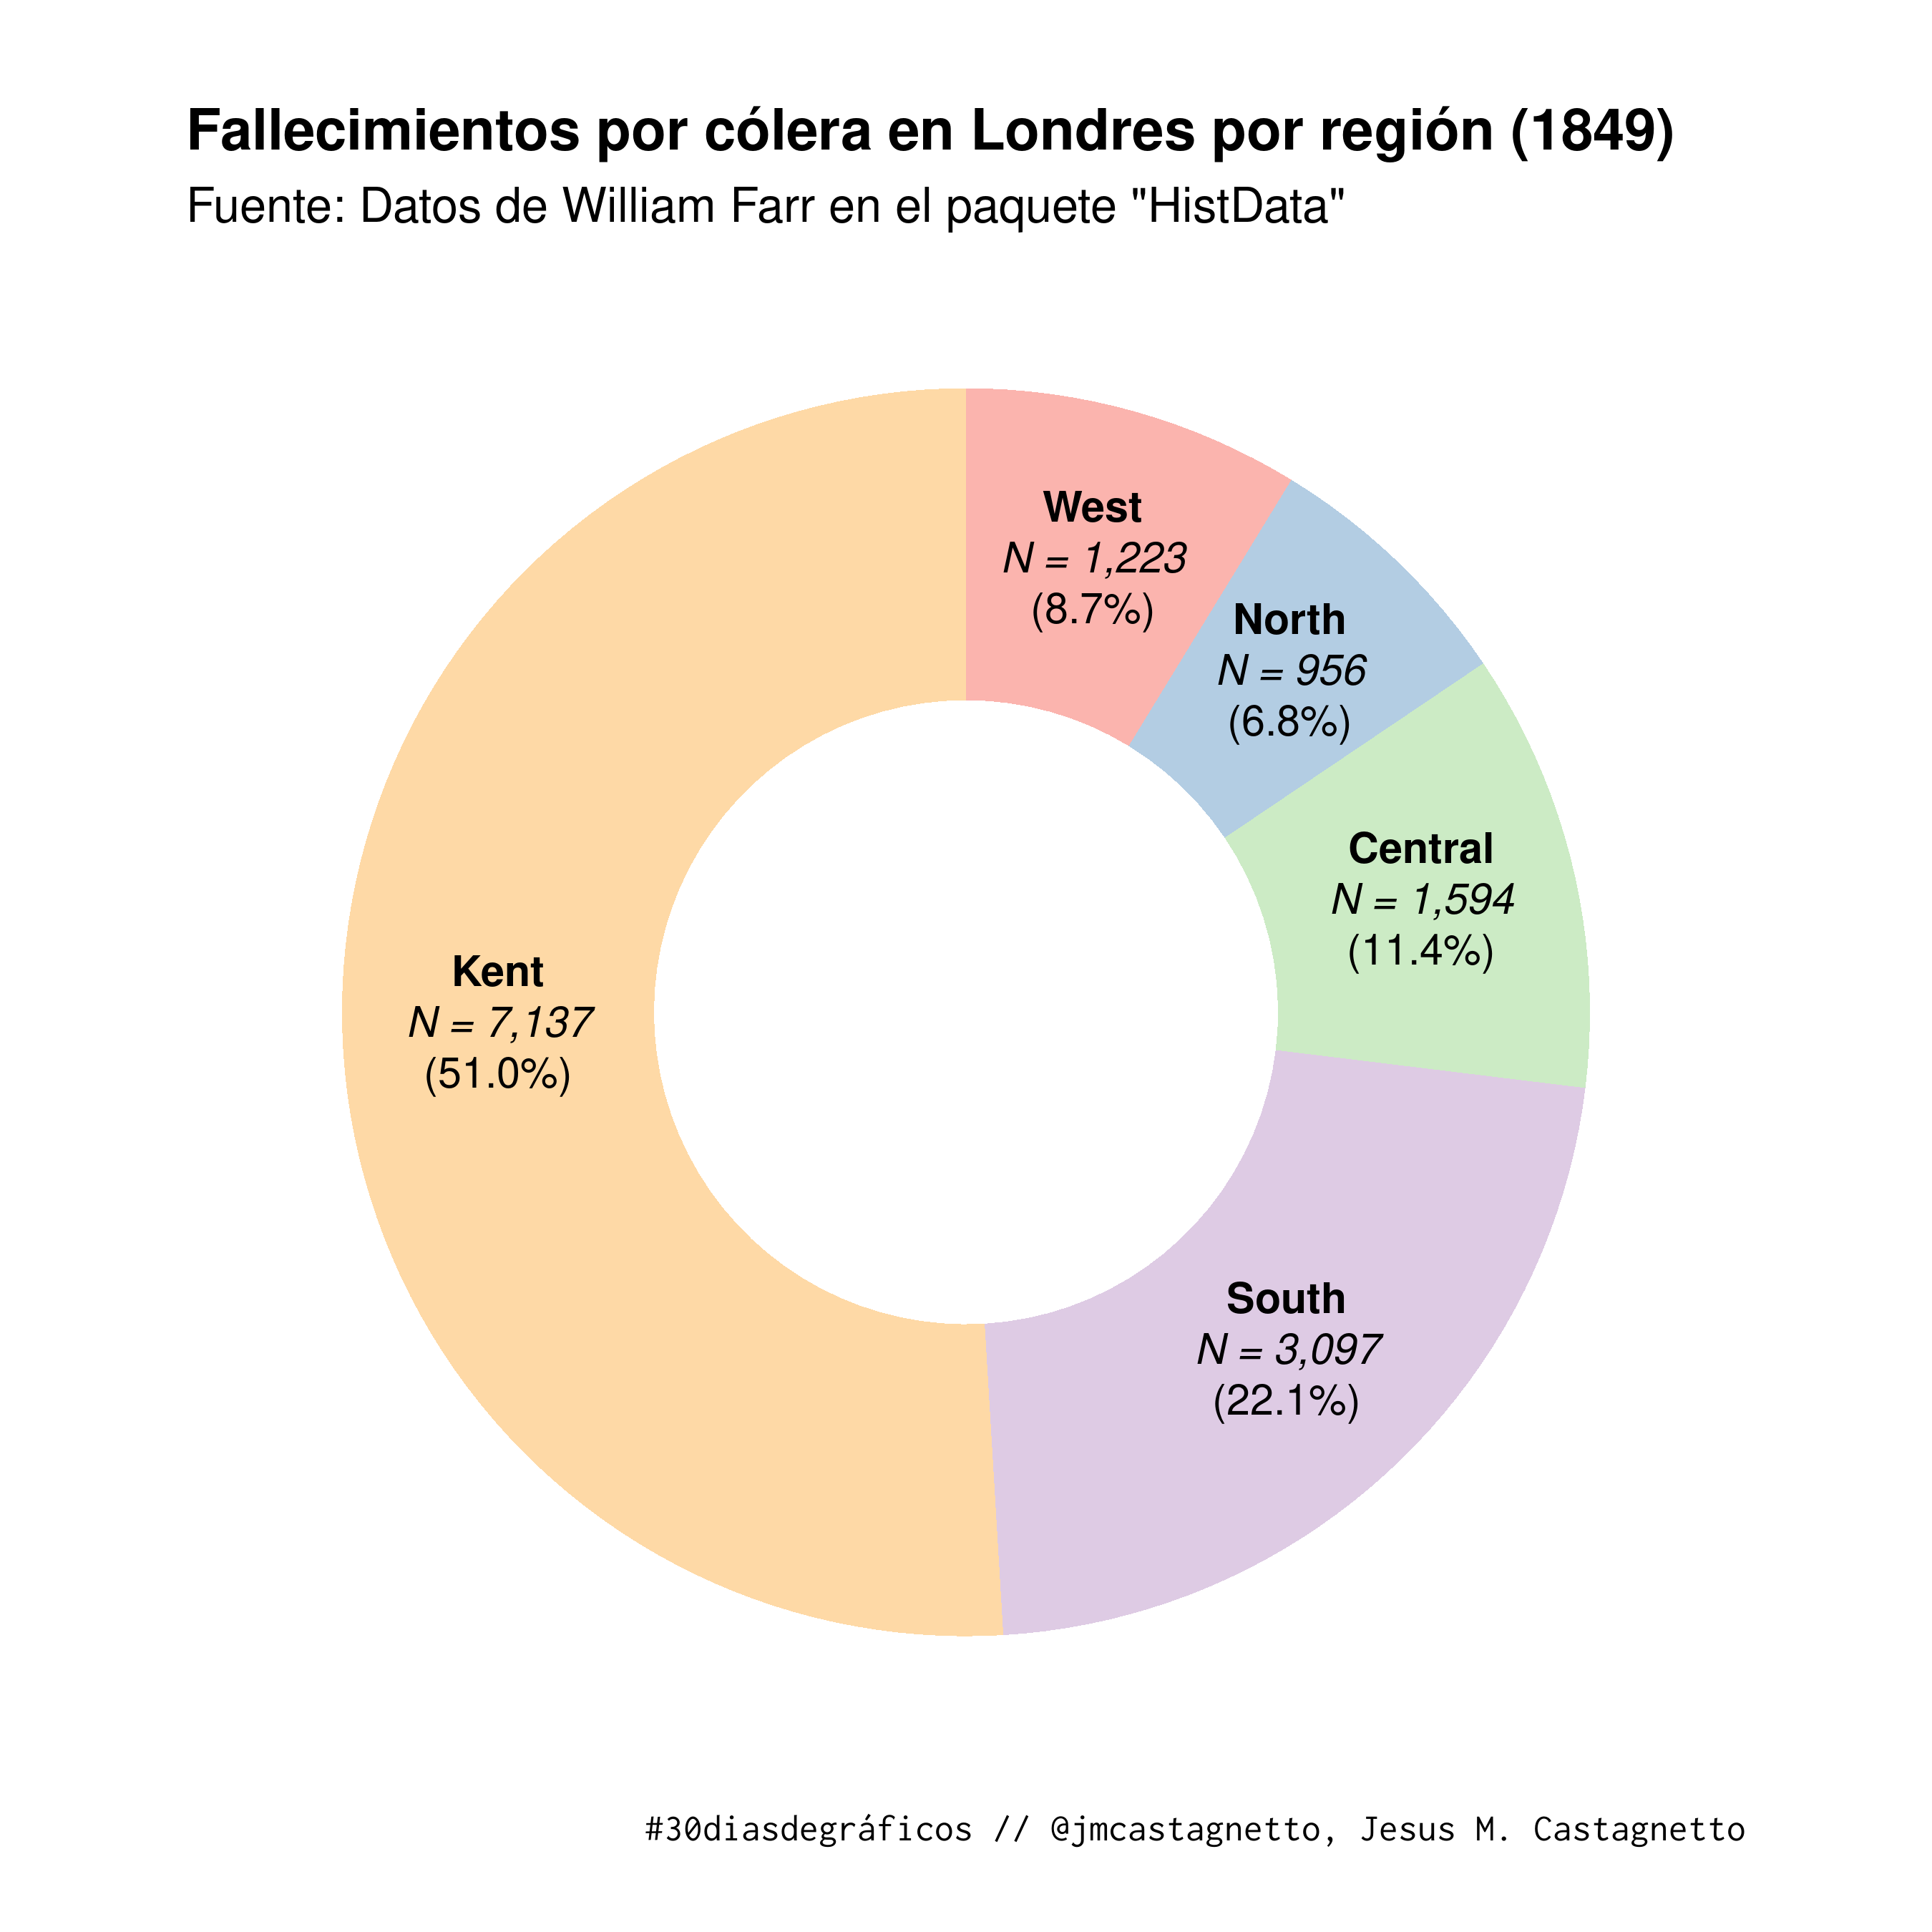 Fallecimientos por cólera en Londres por región (1849)
Fuente: Datos de William Farr en el paquete "HistData"
West
N = 1,223
(8.7%)
North
N = 956
(6.8%)
Central
N = 1,594
(11.4%)
Kent
N = 7,137
(51.0%)
South
N = 3,097
(22.1%)
#30diasdegráficos // @jmcastagnetto, Jesus M. Castagnetto